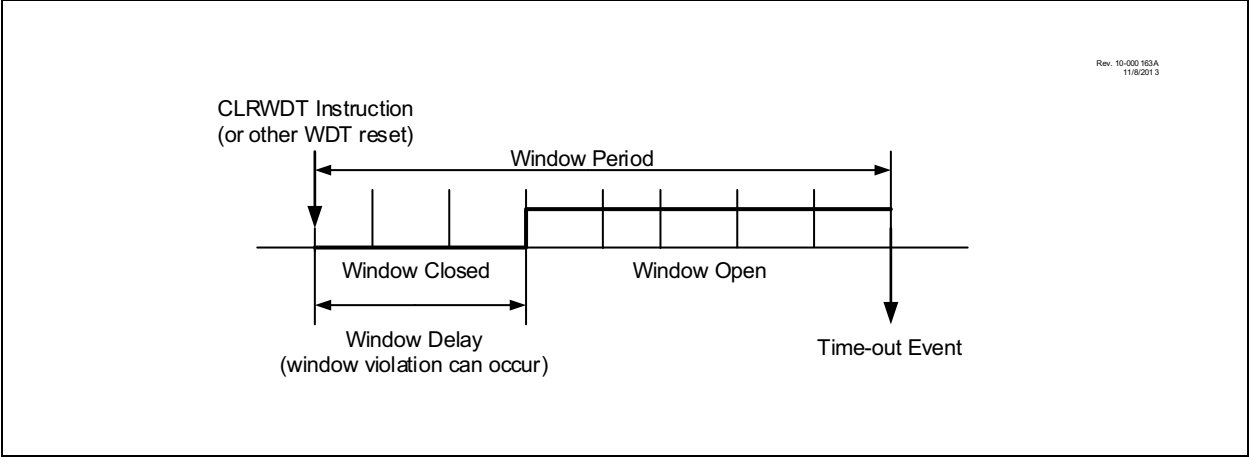 Rev. 10-000 163A
11/8/201 3
CLRWDT Instruction
(or other WDT reset)
Window Period
Window Closed
Window Open
Window Delay
(window violation can occur)
Time-out Event